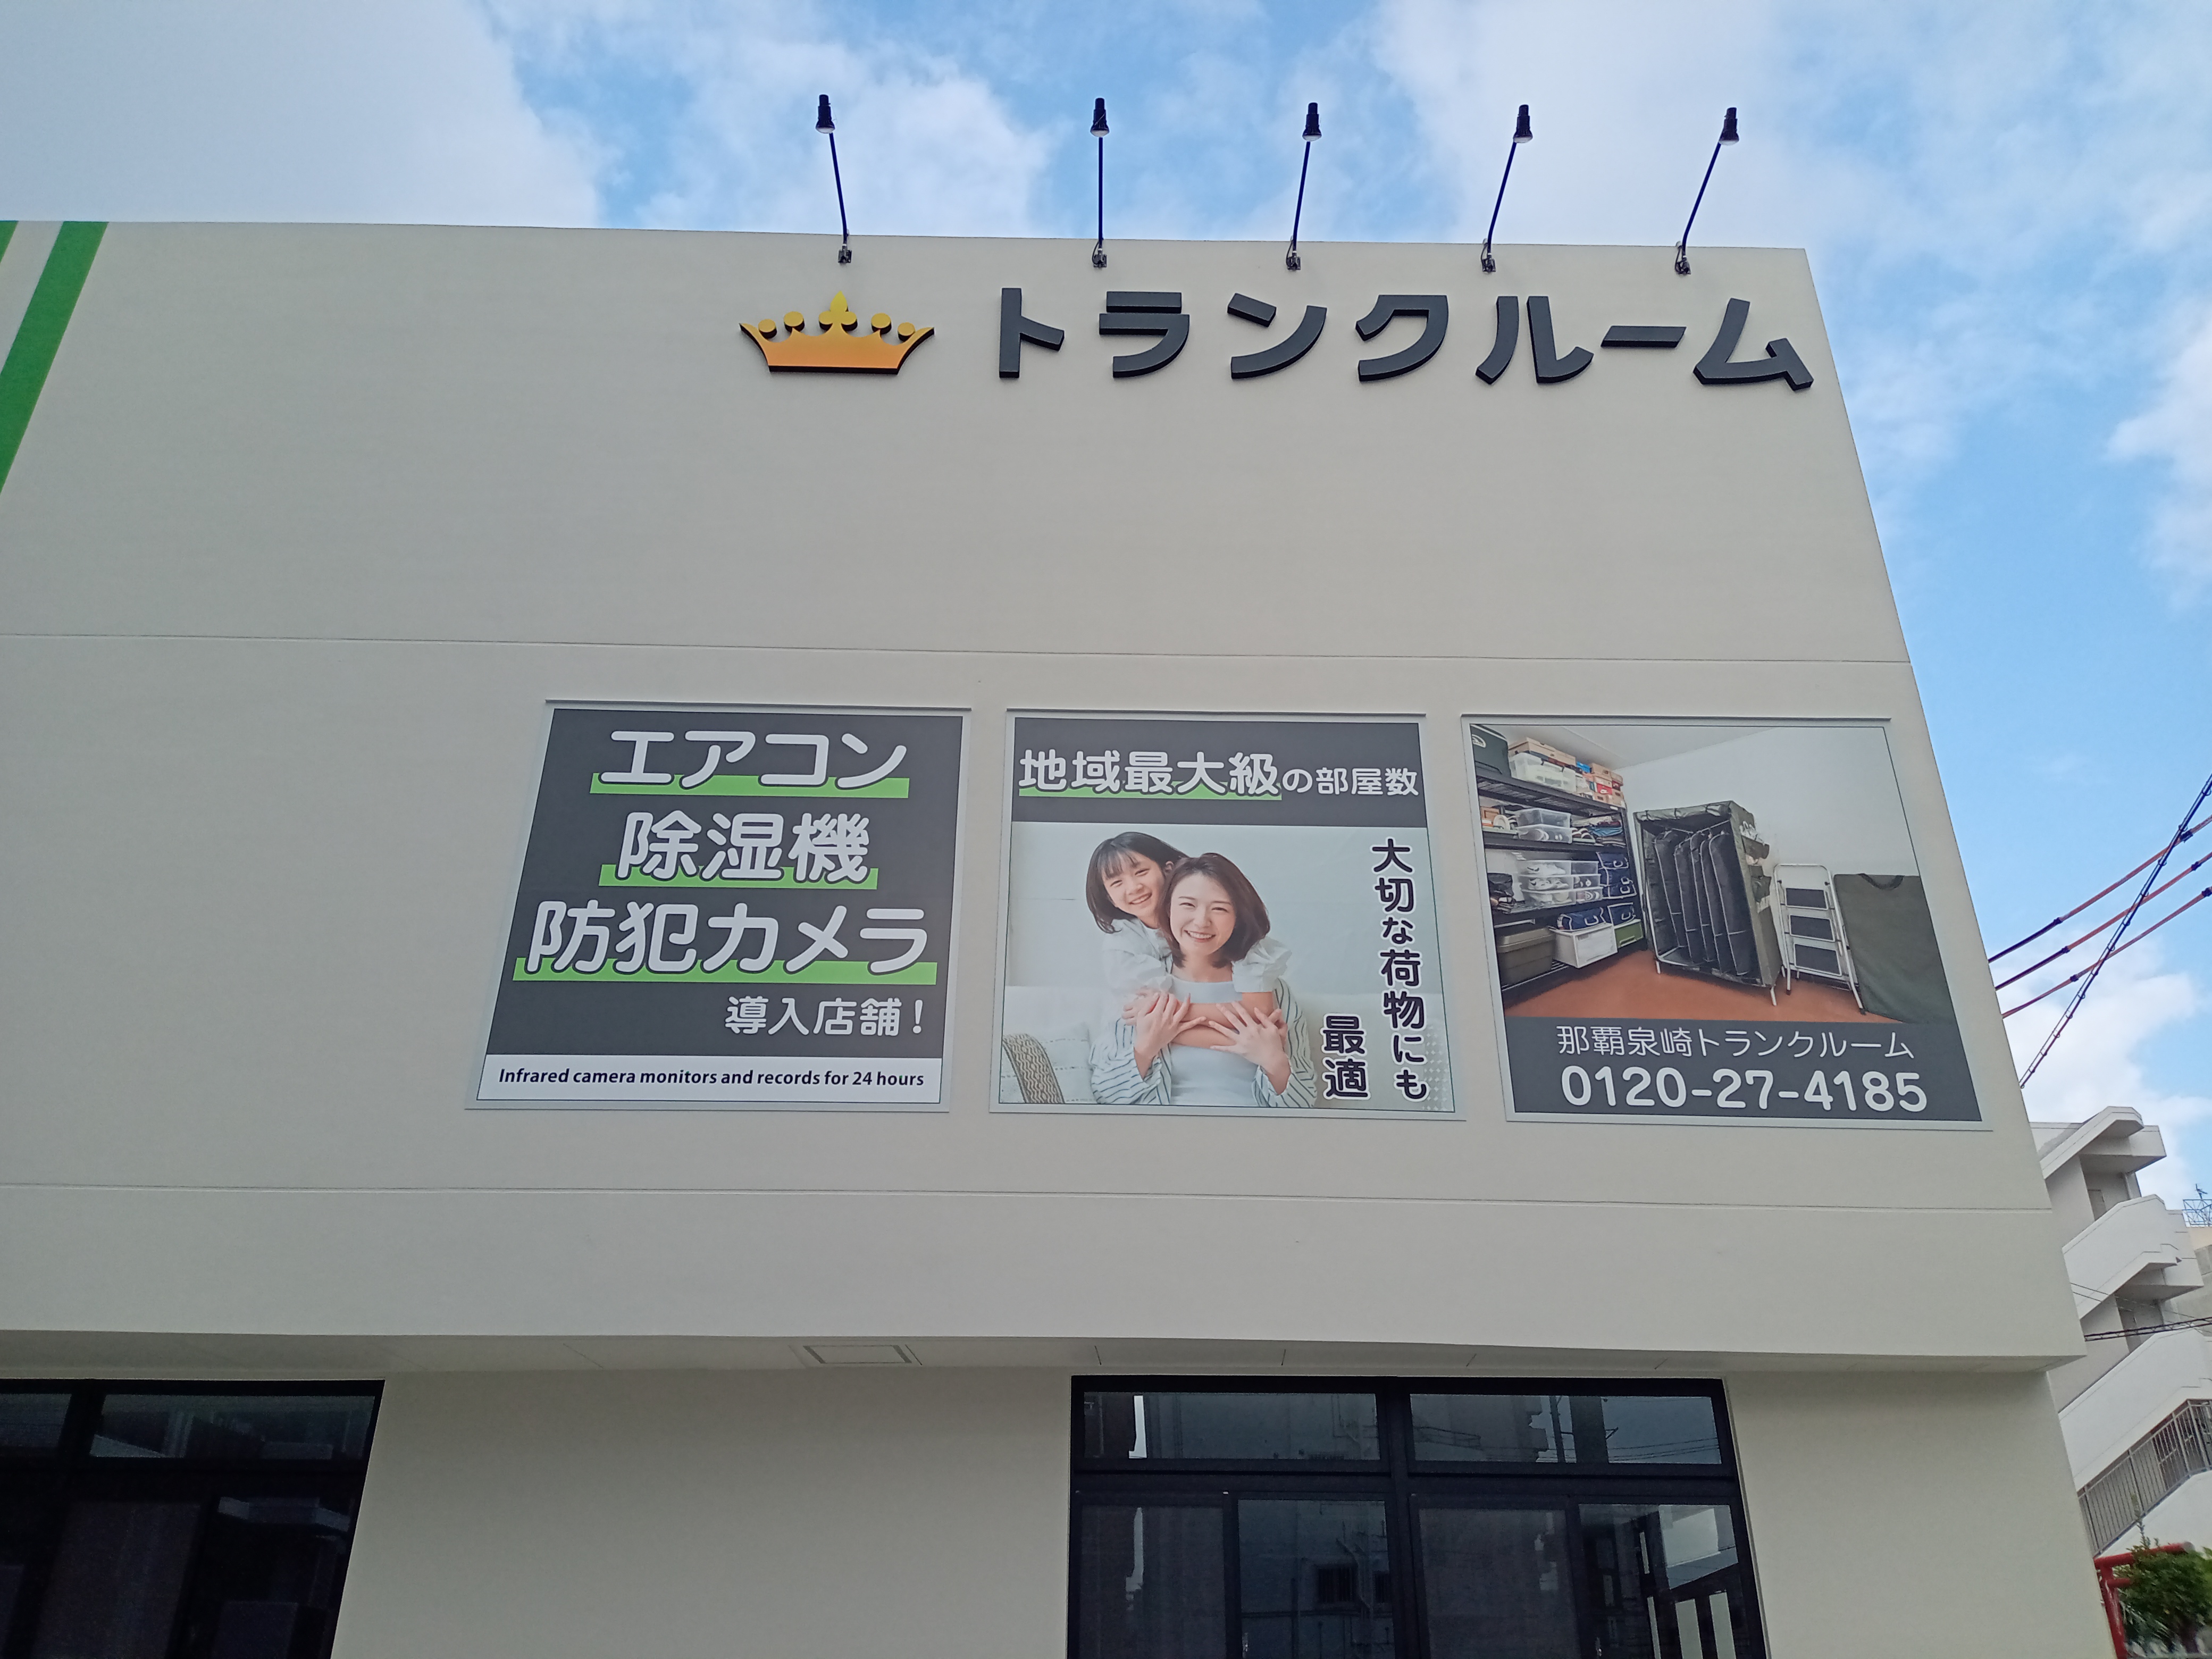 トランクルーム
エアコン
除湿機
防犯カメラ
導入店舗!
Infrared camera monitors and records for 24 hours
地域最大級の部屋数
大切な荷物にも
最適
那覇泉崎トランクルーム
0120-27-4185